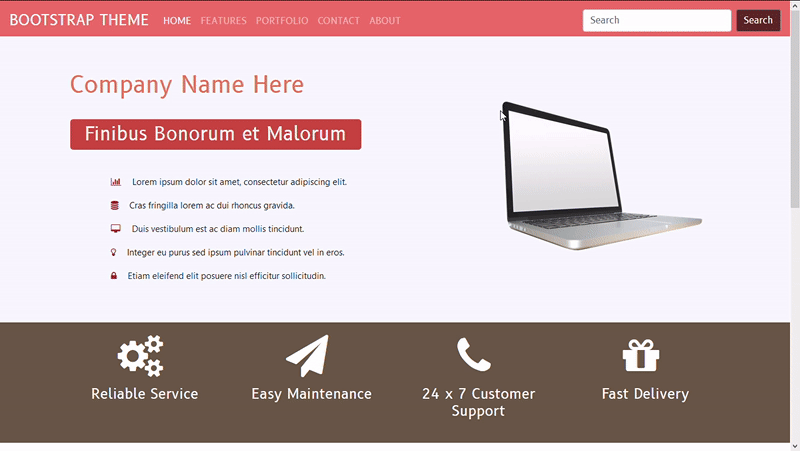 BOOTSTRAP THEME HOME FEATURES PORTFOLIO CONTACT ABOUT Search Search
Company Name Here
Finibus Bonorum et Malorum
Lorem ipsum dolor sit amet, consectetur adipiscing elit.
Cras fringilla lorem ac dui rhoncus gravida.
Duis vestibulum est ac diam mollis tincidunt.
Integer eu purus sed ipsum pulvinar tincidunt vel in eros.
Etiam eleifend elit posuere nisl efficitur sollicitudin.
Reliable Service
Easy Maintenance
24 x 7 Customer
Support
Fast Delivery